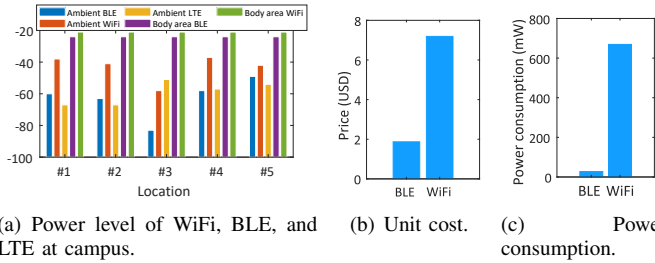 Ambient BLE Ambient LTE Body area WiFi
Ambient WiFi Body area BLE
-20
-40
-60
-80
-100
#1 #2 #3 #4 #5
Location
8
6
4
2
0
Price (USD)
BLE WiFi
800
600
400
200
0
Power consumption (mW)
BLE WiFi
(a) Power level of WiFi, BLE, and
LTE at campus.
(b) Unit cost.
(c) Powe
consumption.